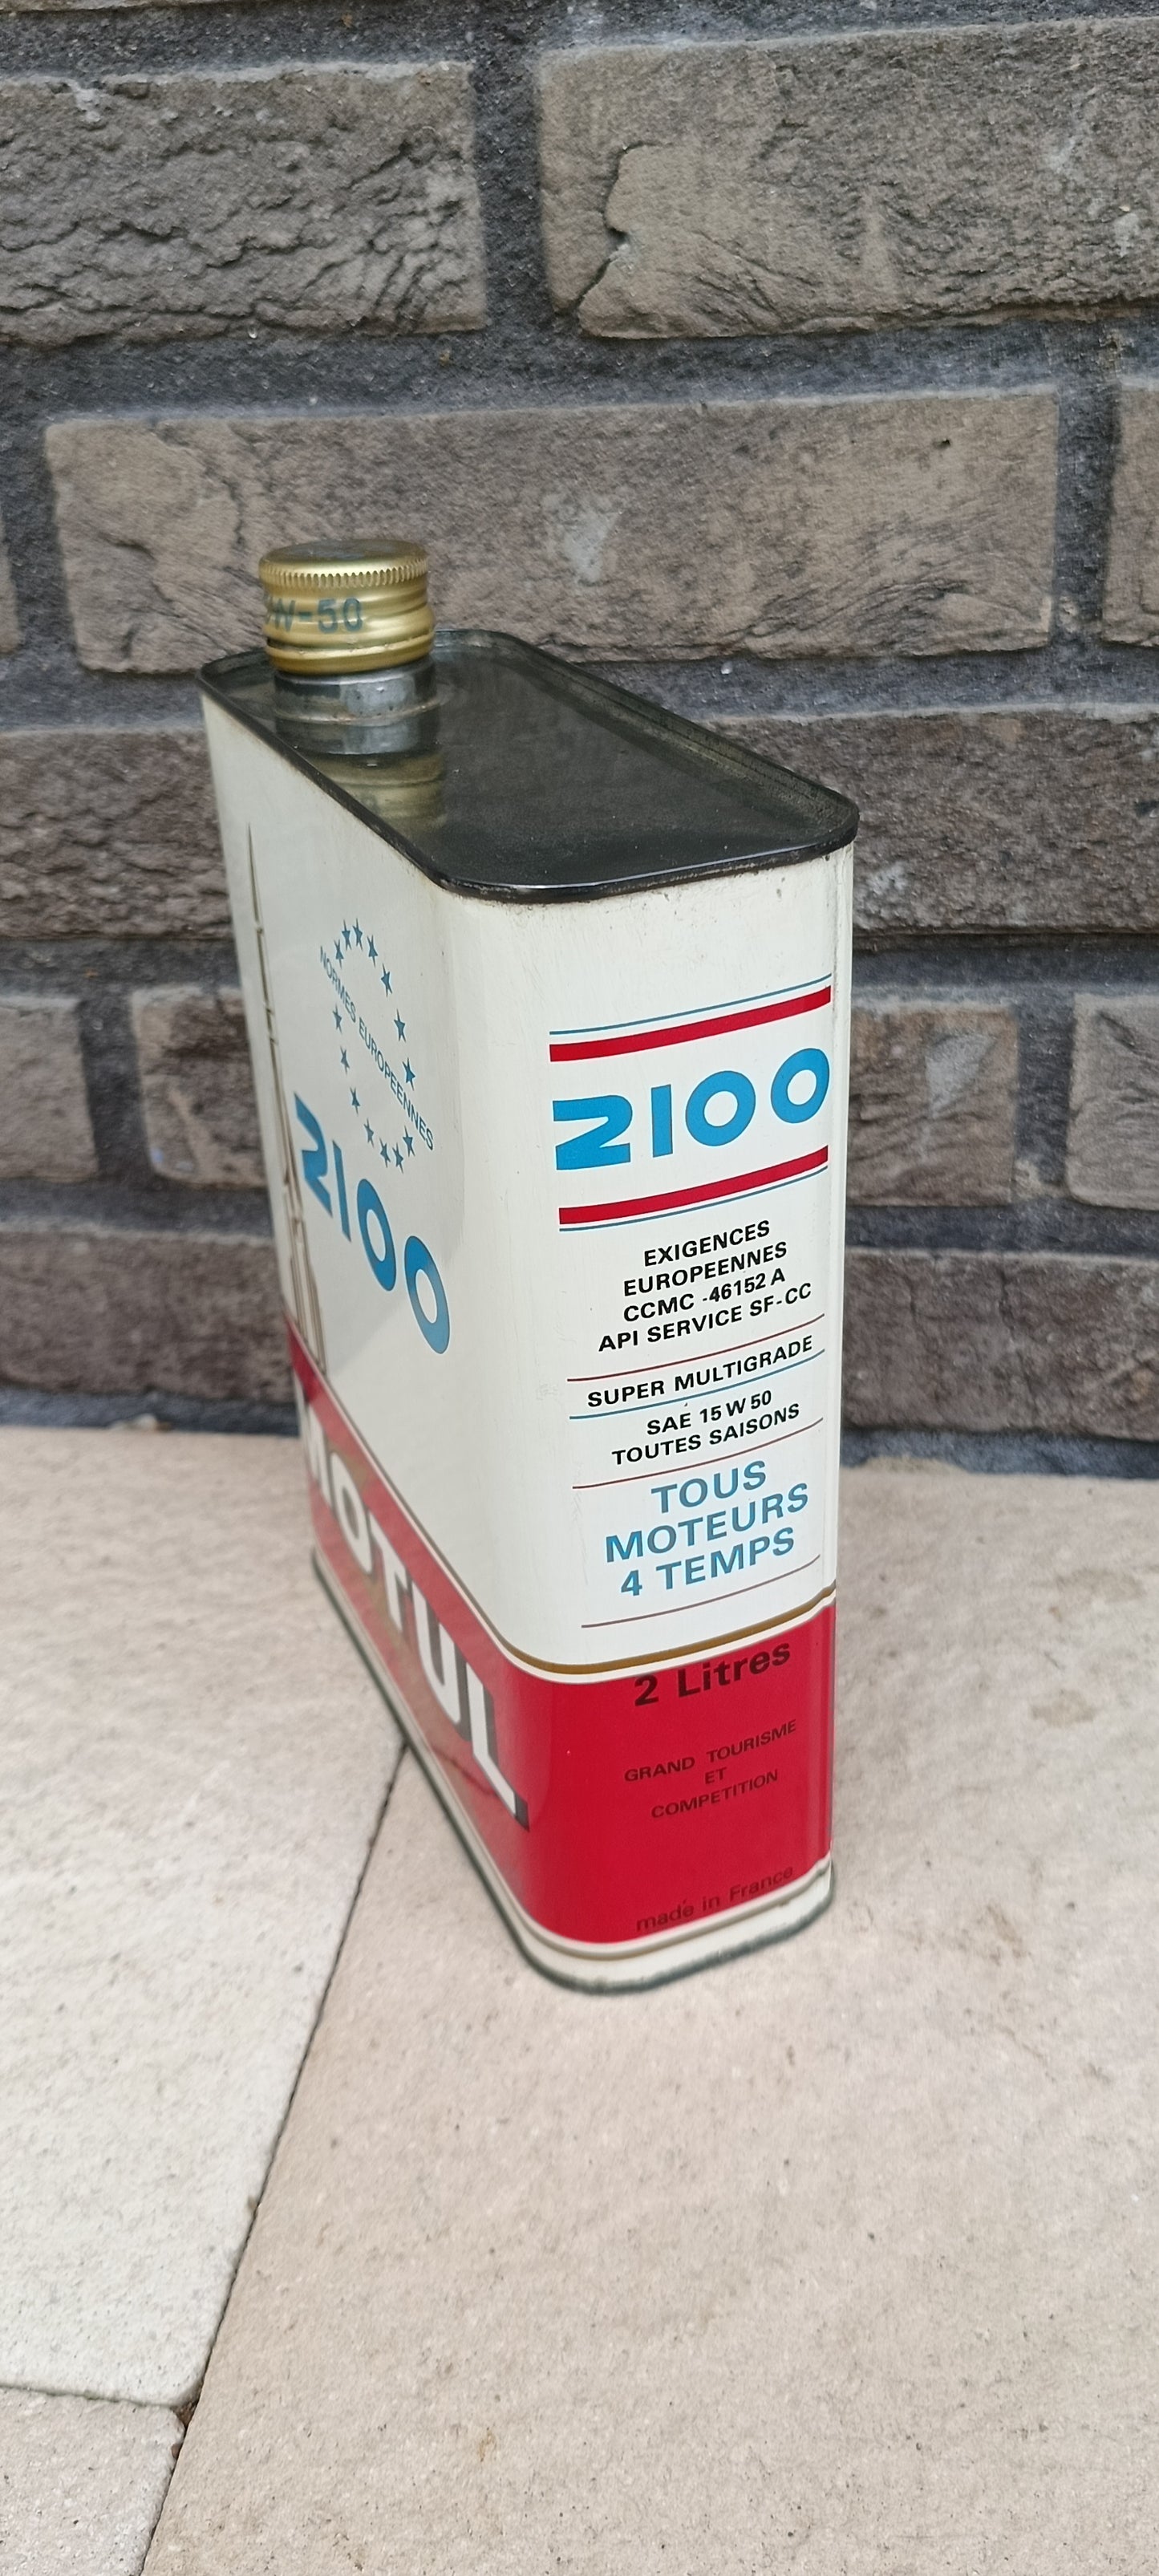 W-50
NORMES EUROPEENNES
2100
MOTUL
2100
EXIGENCES
EUROPEENNES
CCMC -46152 A
API SERVICE SF-CC
SUPER MULTIGRADE
SAE 15 W 50
TOUTES SAISONS
TOUS
MOTEURS
4 TEMPS
2 Litres
GRAND TOURISME
ET
COMPETITION
made in France